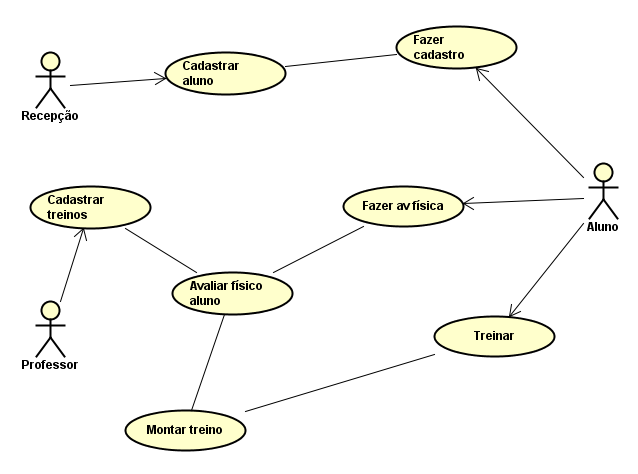 Fazer
cadastro
Cadastrar
aluno
Recepção
Cadastrar
treinos
Fazer av física
Aluno
Avaliar físico
aluno
Treinar
Professor
Montar treino